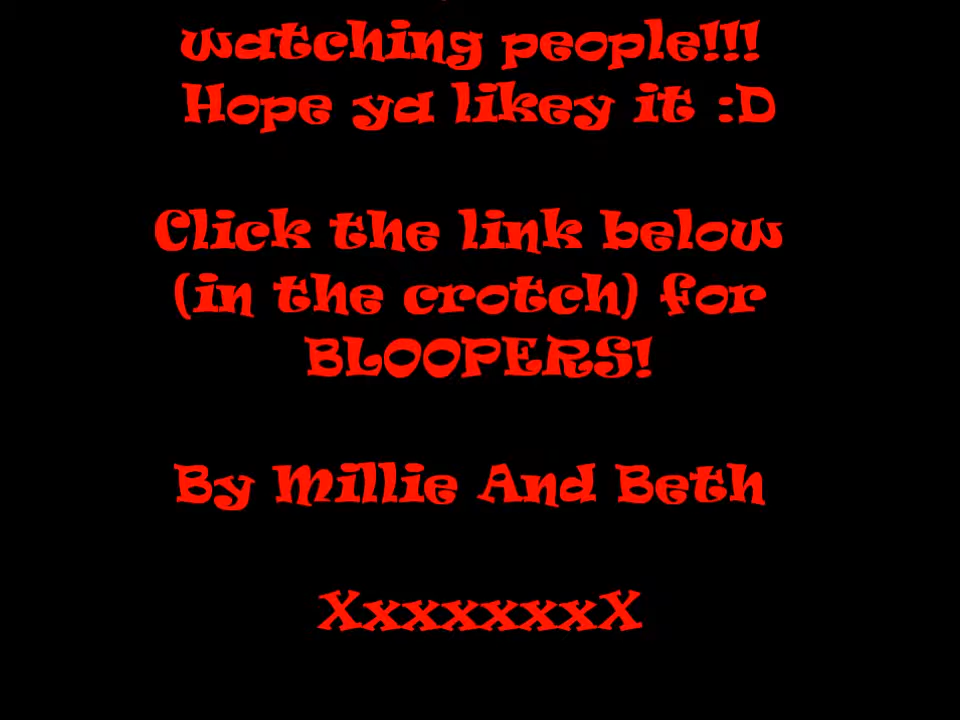 watching people!!!
Hope ya likey it :D
Click the link below
(in the crotch) for
BLOOPERS!
By Millie And Beth
XxxxxxxX